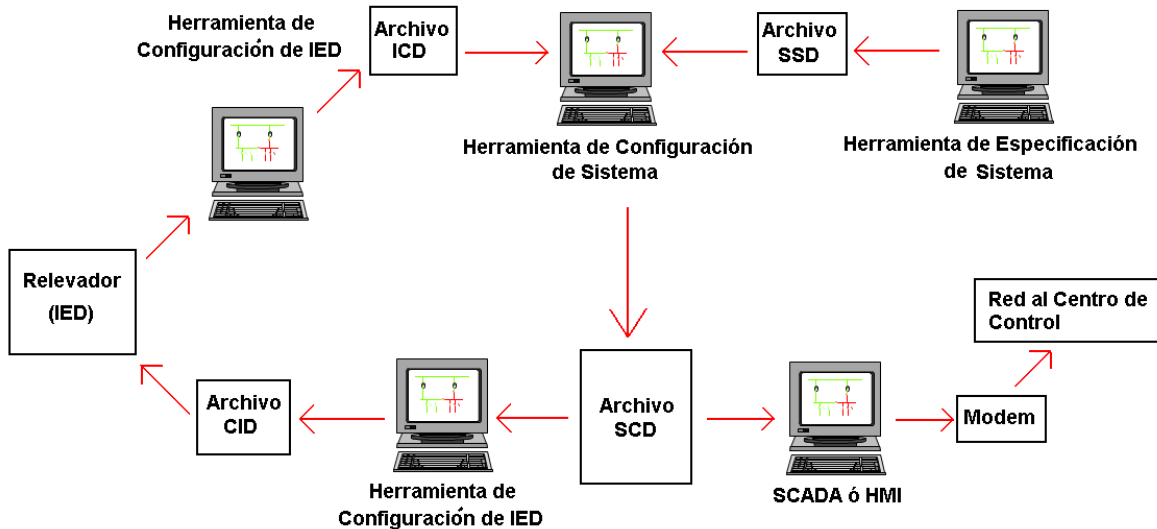 Herramienta de
Configuración de IED
Archivo
ICD
Archivo
SSD
Herramienta de Configuración
de Sistema
Herramienta de Especificación
de Sistema
Relevador
(IED)
Red al Centro de
Control
Archivo
CID
Archivo
SCD
Modem
Herramienta de
Configuración de IED
SCADA ó HMI